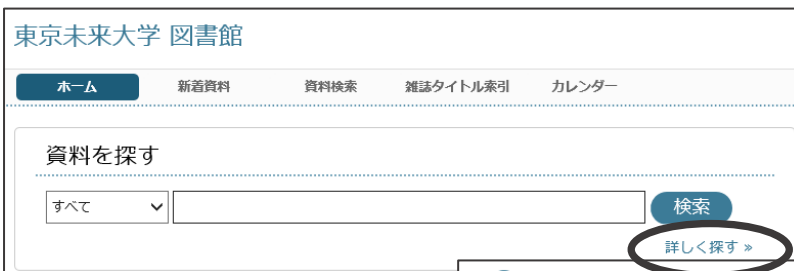 東京未来大学 図書館
ホーム 新着資料 資料検索 雑誌タイトル索引 カレンダー
資料を探す
すべて 検索
詳しく探す »